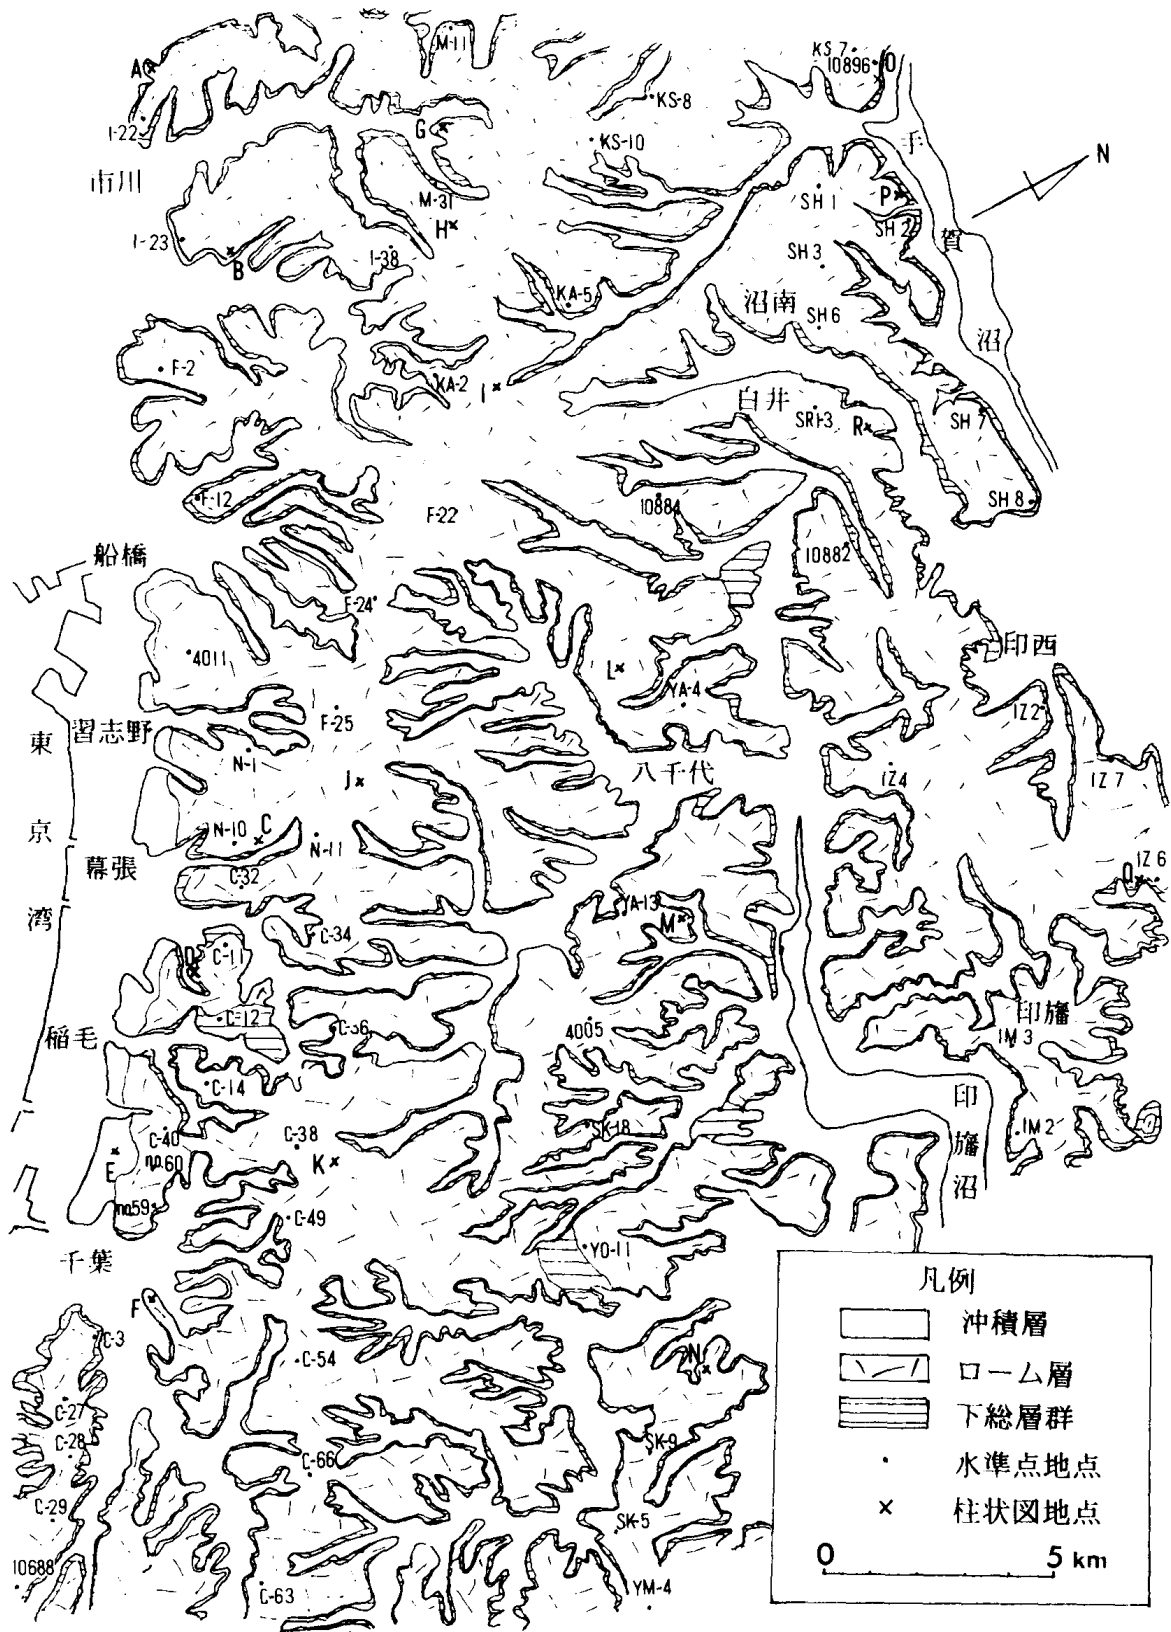 M-11
KS-7
10896
O
A
KS-8
I-22
G
KS-10
手
N
市川
M-31
SH 1
P
H
SH 2
賀
I-23
B
I-38
SH 3
KA-5
沼南
SH 6
沼
F-2
KA-2
I
白井
SRI-3
R
SH 7
F-12
F-22
10884
SH 8
10882
船橋
F-24
4011
L
印西
YA-4
IZ 2
習志野
F-25
東
N-1
J
八千代
IZ4
IZ 7
京
N-10
C
N-11
幕張
C-32
IZ 6
Q
湾
YA-13
M
C-34
C-11
D
C-12
C-36
4005
印旛
IM 3
稲毛
C-14
印
SK-18
C-40
C-38
IM 2
no.60
E
K
旛
no59
C-49
沼
YO-11
千葉
凡例
F
C-3
沖積層
C-54
N
ローム層
C-27
下総層群
C-28
SK-9
水準点地点
C-66
C-29
柱状図地点
SK-5
10688
0 5 km
C-63
YM-4